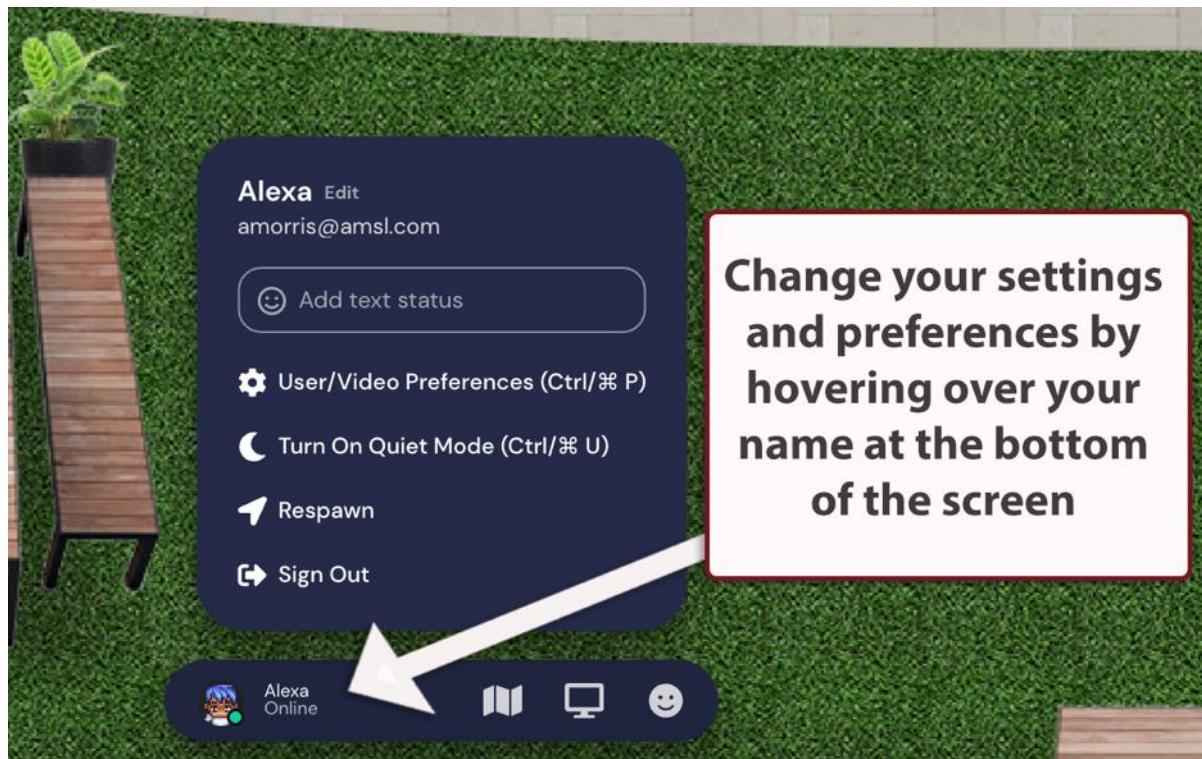 Alexa Edit
amorris@amsl.com
Add text status
User/Video Preferences (Ctrl/⌘ P)
Turn On Quiet Mode (Ctrl/⌘ U)
Respawn
Sign Out
Change your settings
and preferences by
hovering over your
name at the bottom
of the screen
Alexa
Online